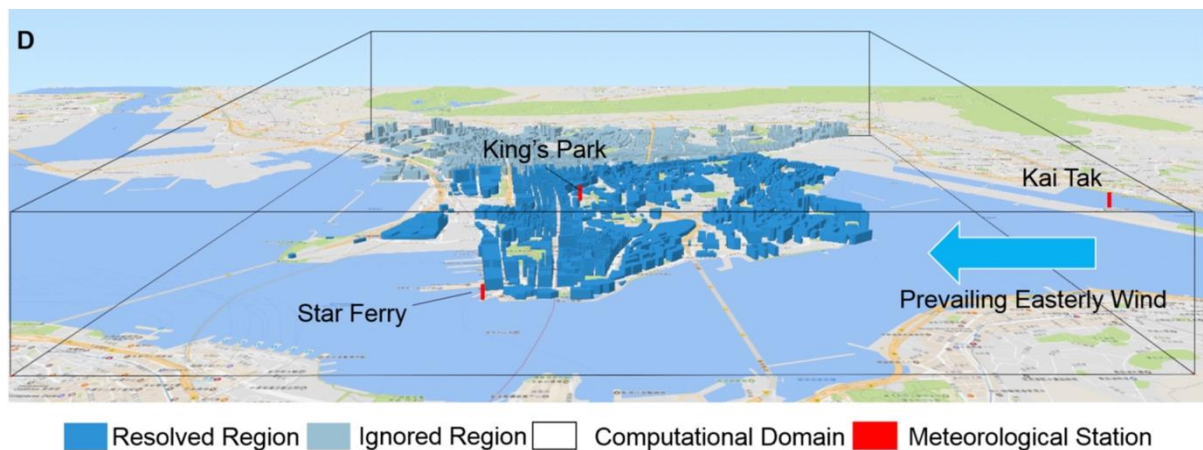 D
King's Park
Kai Tak
Star Ferry
Prevailing Easterly Wind
Resolved Region Ignored Region Computational Domain Meteorological Station